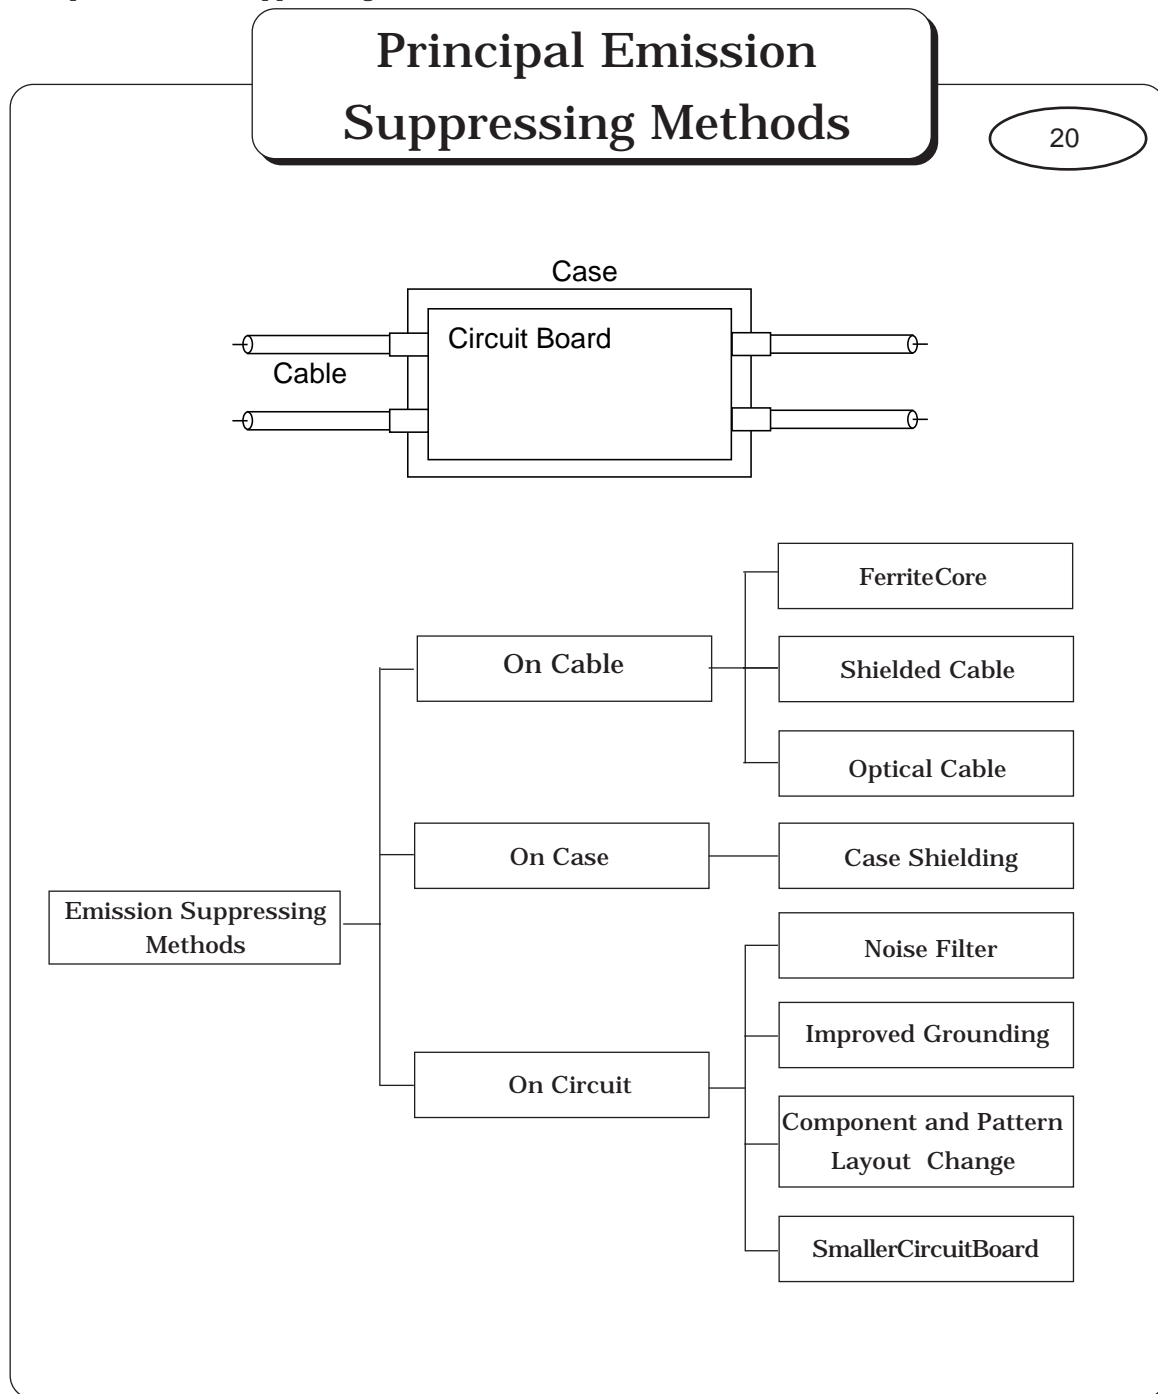 Principal Emission
Suppressing Methods
20
Case
Circuit Board
Cable
FerriteCore
On Cable
Shielded Cable
Optical Cable
On Case
Case Shielding
Emission Suppressing
Methods
Noise Filter
Improved Grounding
On Circuit
Component and Pattern
Layout Change
SmallerCircuitBoard